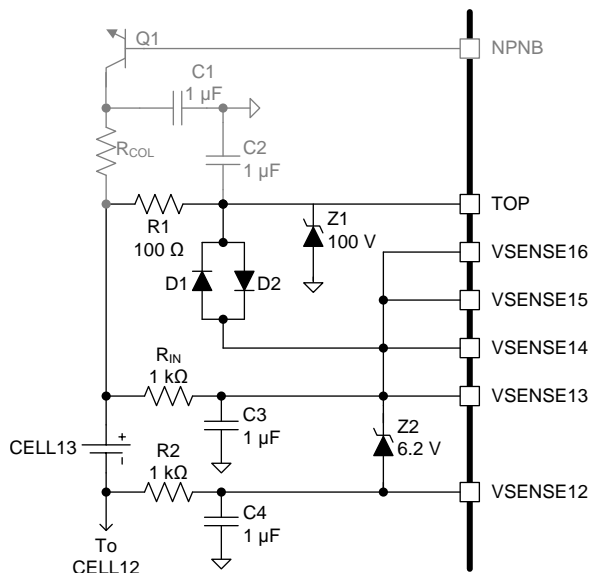 Q1
NPNB
C1
1 µF
RCOL
C2
1 µF
R1
100 Ω
TOP
Z1
100 V
VSENSE16
D1
D2
VSENSE15
VSENSE14
RIN
1 kΩ
VSENSE13
C3
1 µF
Z2
6.2 V
CELL13
+
–
R2
1 kΩ
VSENSE12
C4
1 µF
To
CELL12